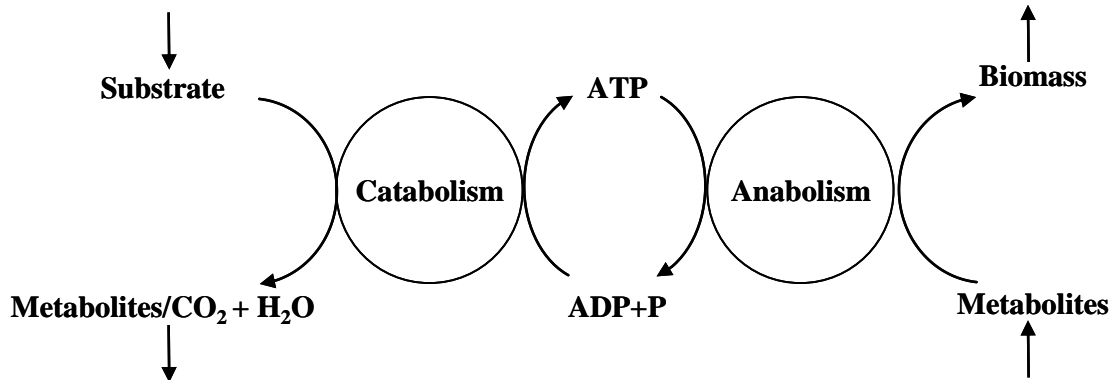 Substrate
ATP
Biomass
Catabolism
Anabolism
Metabolites/CO₂ + H₂O
ADP+P
Metabolites